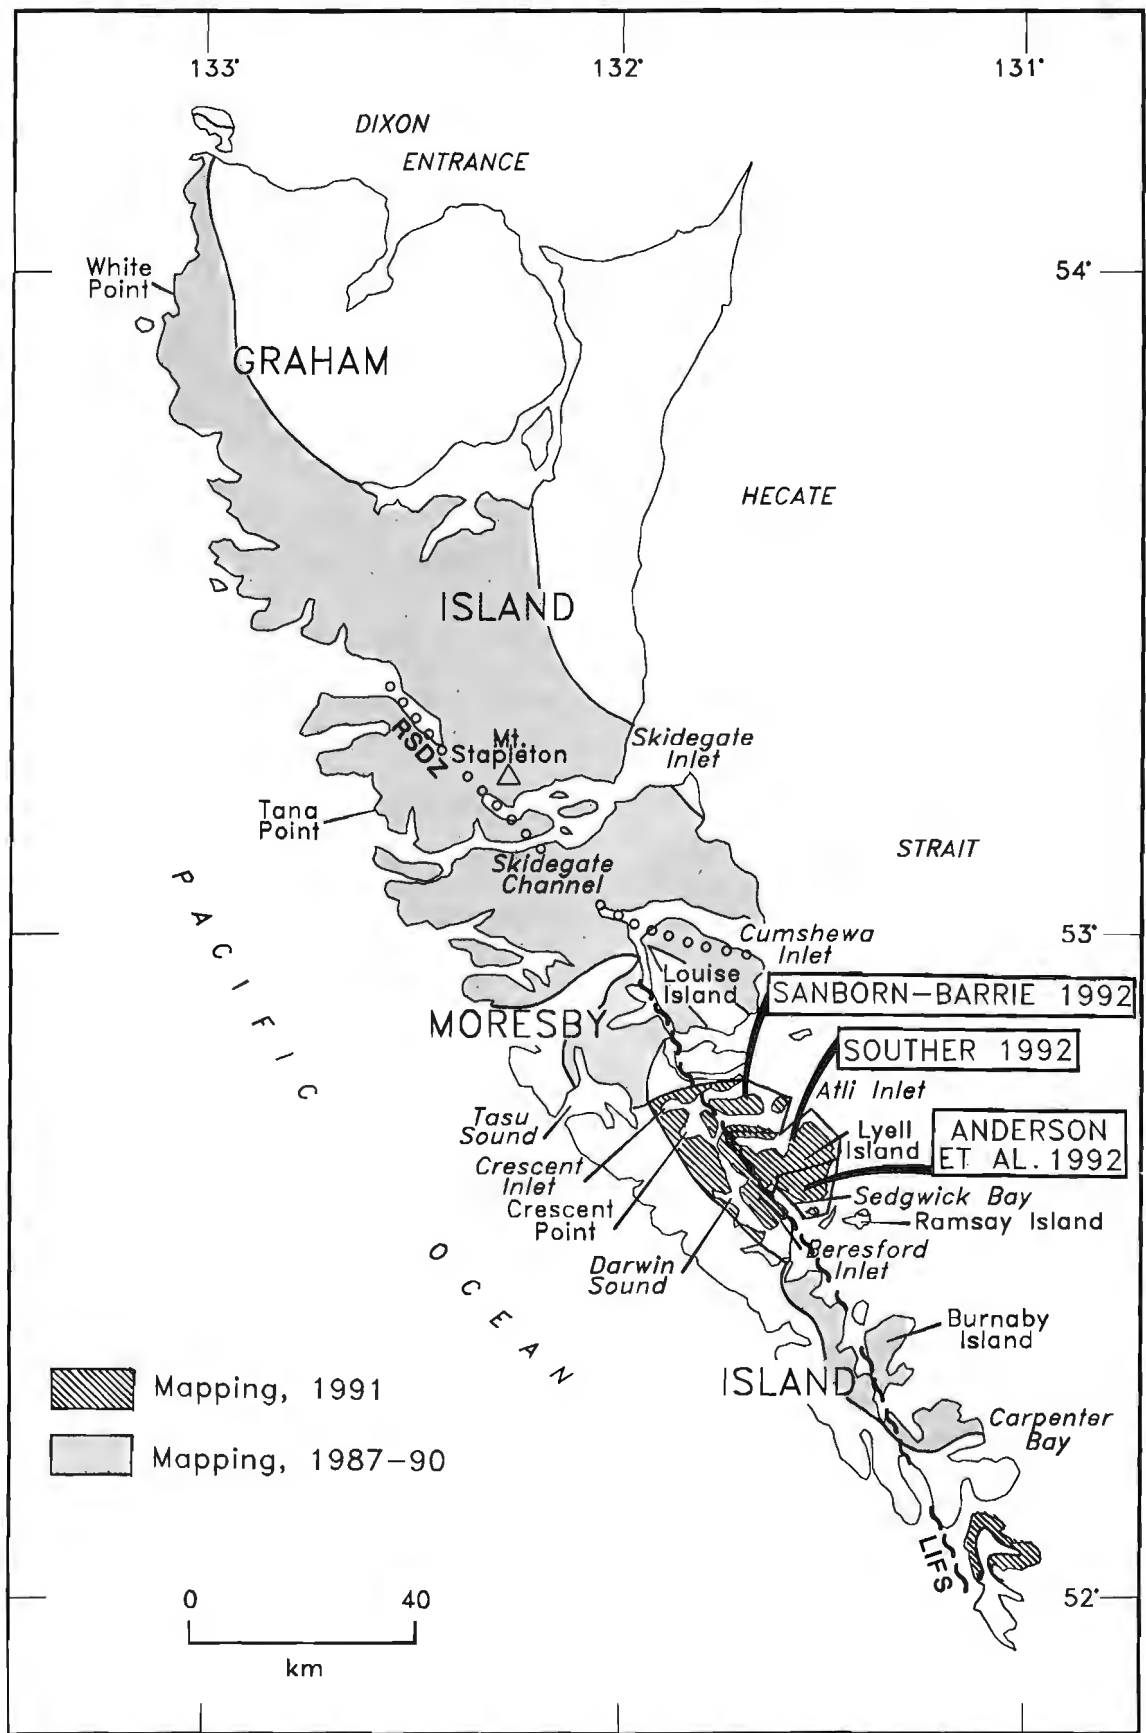 133°
132°
131°
DIXON
ENTRANCE
White
Point
54°
GRAHAM
HECATE
ISLAND
RSDZ
Mt.
Stapleton
Skidegate
Inlet
Tana
Point
STRAIT
Skidegate
Channel
PACIFIC
Cumshewa
Inlet
53°
Louise
Island
SANBORN-BARRIE 1992
MORESBY
SOUTHER 1992
Atli Inlet
Tasu
Sound
Lyell
Island
ANDERSON
ET AL. 1992
Crescent
Inlet
Sedgwick Bay
Crescent
Point
Ramsay Island
Darwin
Sound
Beresford
Inlet
OCEAN
Burnaby
Island
ISLAND
Mapping, 1991
Carpenter
Bay
Mapping, 1987-90
LIFS
52°
0 40
km